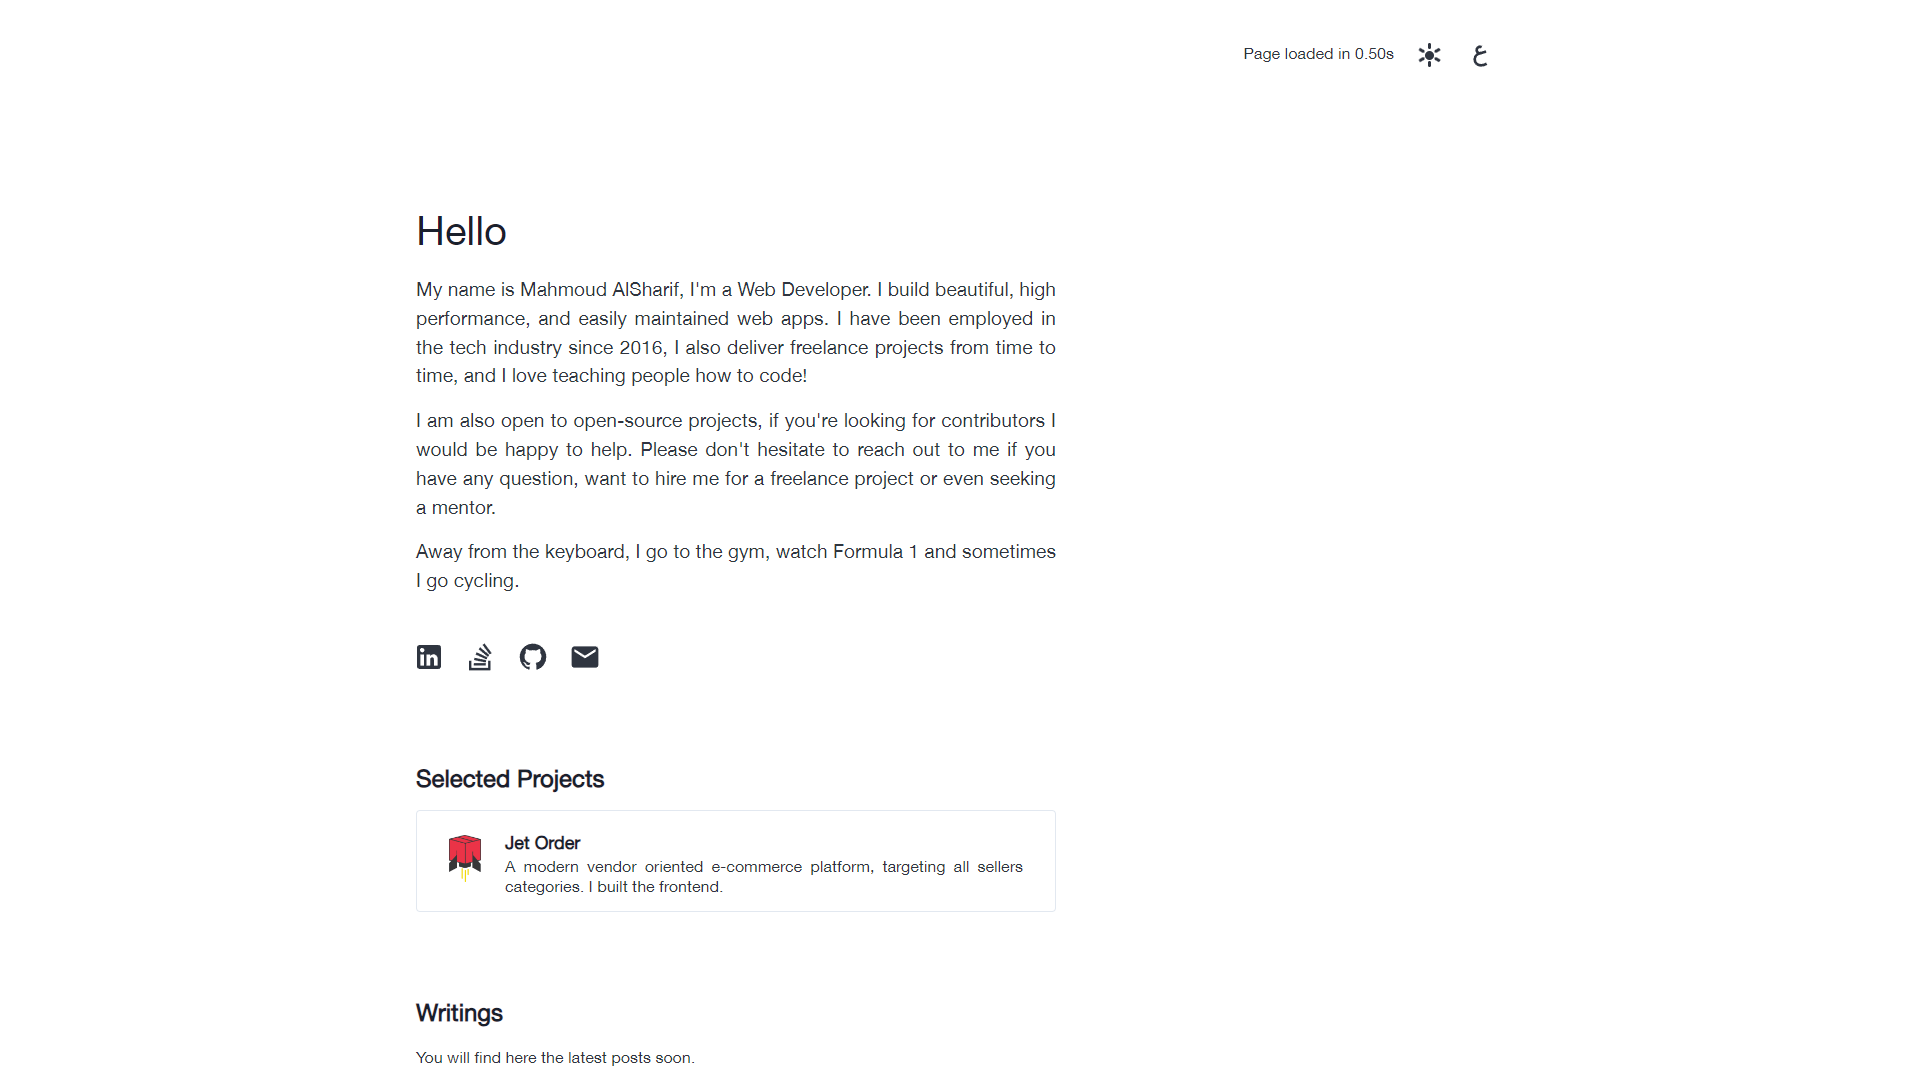 Page loaded in 0.50s
ع
Hello
My name is Mahmoud AlSharif, I'm a Web Developer. I build beautiful, high
performance, and easily maintained web apps. I have been employed in
the tech industry since 2016, I also deliver freelance projects from time to
time, and I love teaching people how to code!
I am also open to open-source projects, if you're looking for contributors I
would be happy to help. Please don't hesitate to reach out to me if you
have any question, want to hire me for a freelance project or even seeking
a mentor.
Away from the keyboard, I go to the gym, watch Formula 1 and sometimes
I go cycling.
in
Selected Projects
Jet Order
A modern vendor oriented e-commerce platform, targeting all sellers
categories. I built the frontend.
Writings
You will find here the latest posts soon.